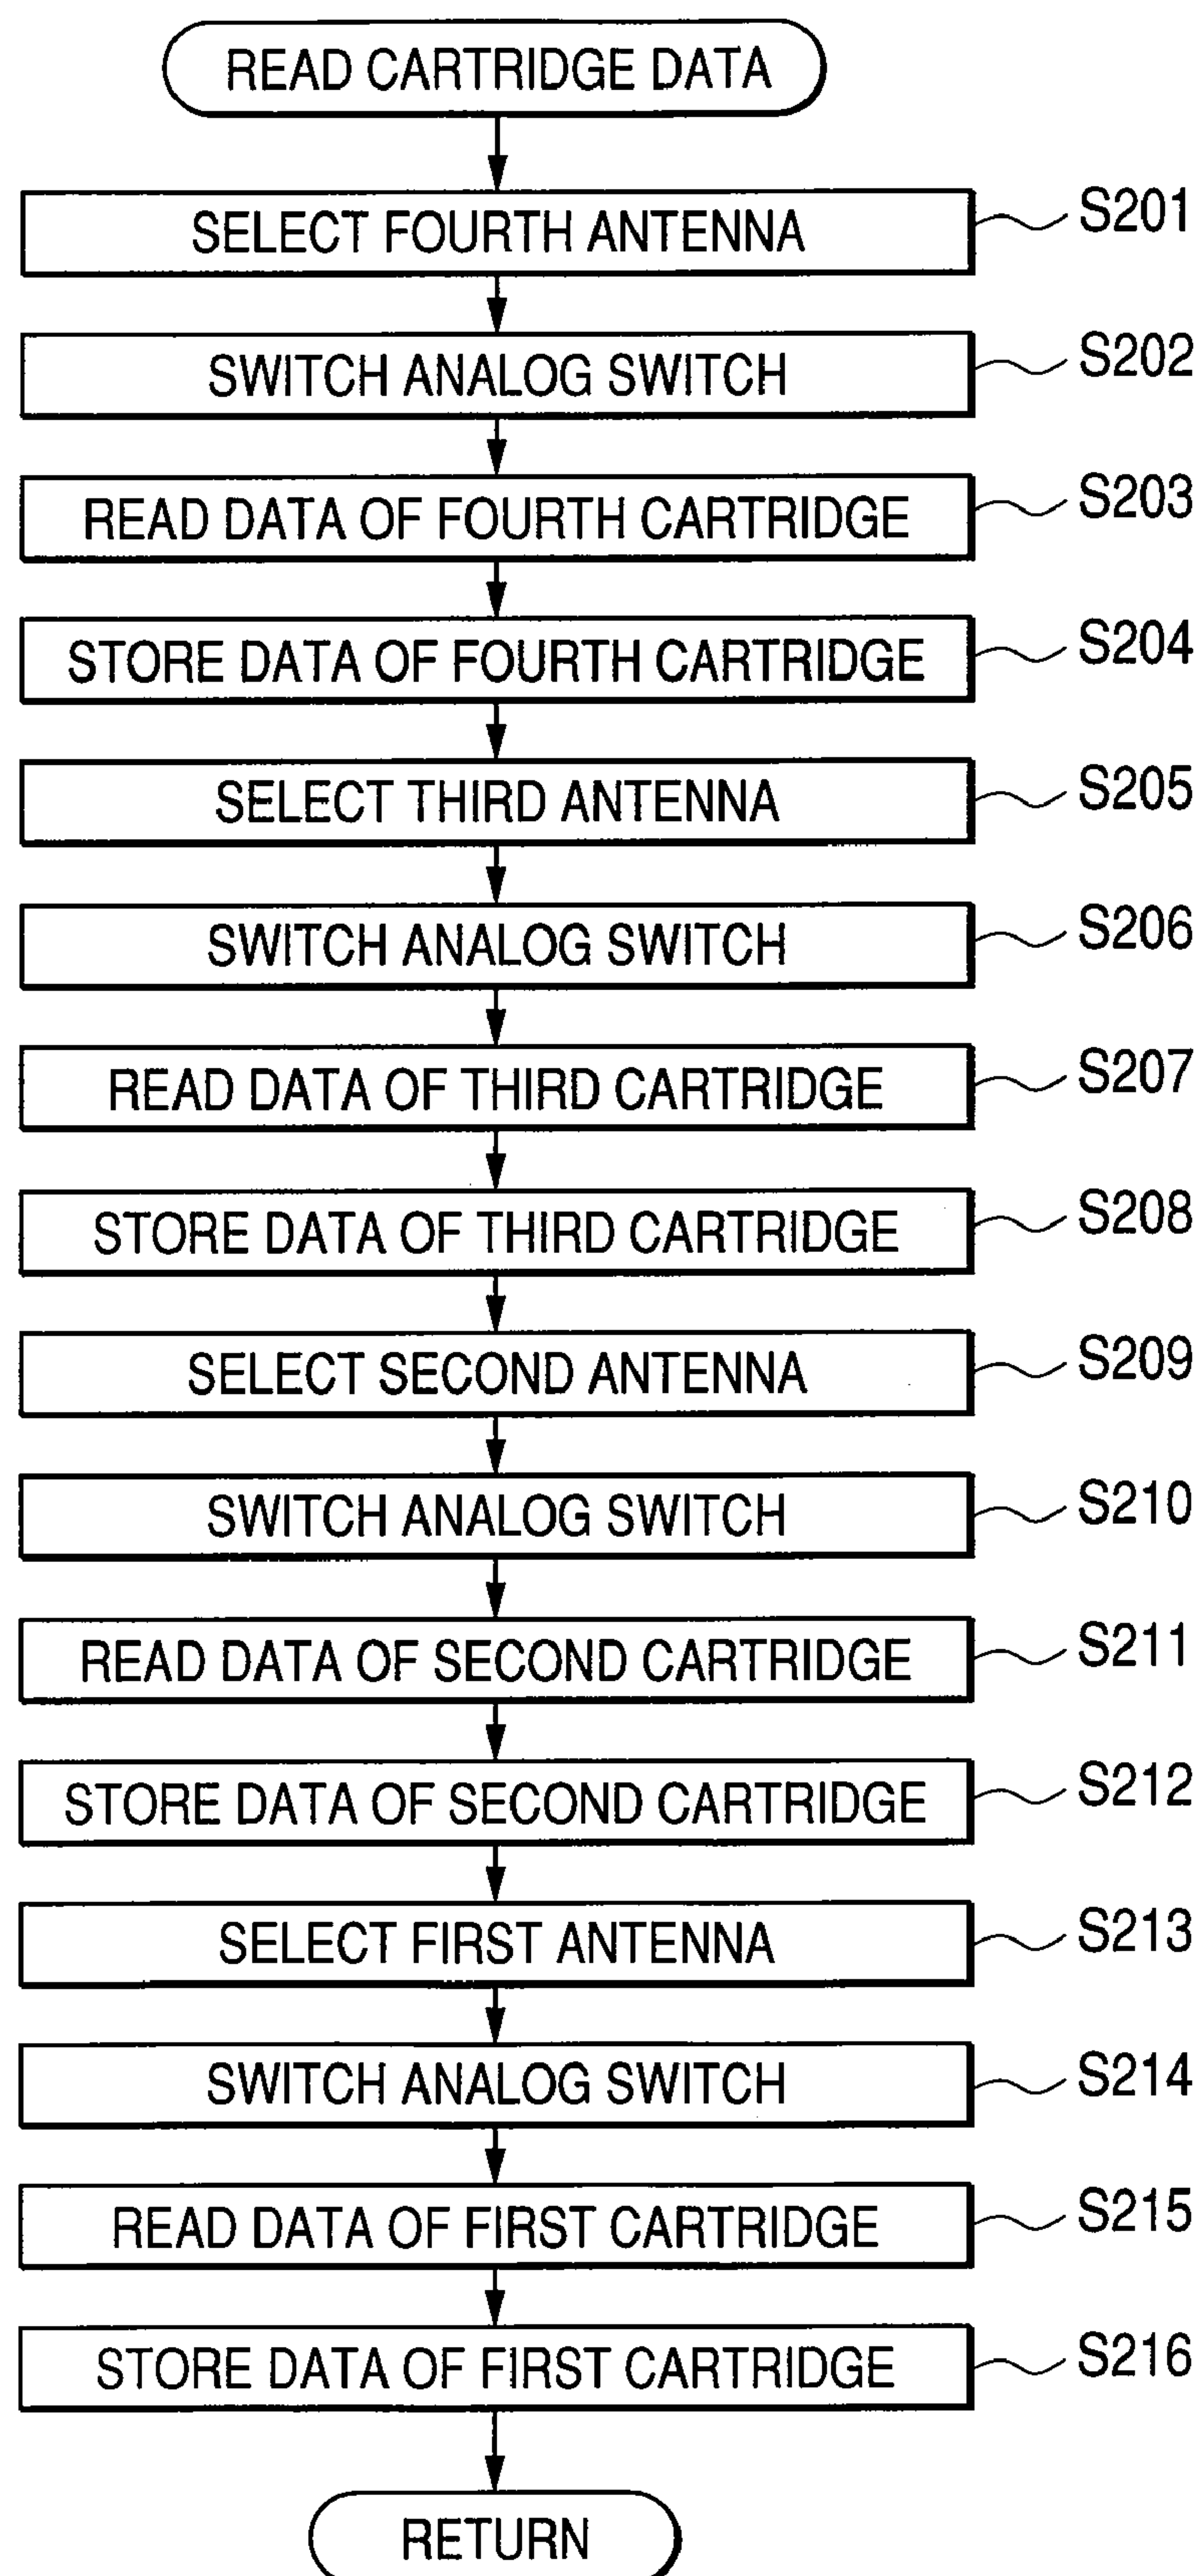 READ CARTRIDGE DATA
SELECT FOURTH ANTENNA S201
SWITCH ANALOG SWITCH S202
READ DATA OF FOURTH CARTRIDGE S203
STORE DATA OF FOURTH CARTRIDGE S204
SELECT THIRD ANTENNA S205
SWITCH ANALOG SWITCH S206
READ DATA OF THIRD CARTRIDGE S207
STORE DATA OF THIRD CARTRIDGE S208
SELECT SECOND ANTENNA S209
SWITCH ANALOG SWITCH S210
READ DATA OF SECOND CARTRIDGE S211
STORE DATA OF SECOND CARTRIDGE S212
SELECT FIRST ANTENNA S213
SWITCH ANALOG SWITCH S214
READ DATA OF FIRST CARTRIDGE S215
STORE DATA OF FIRST CARTRIDGE S216
RETURN